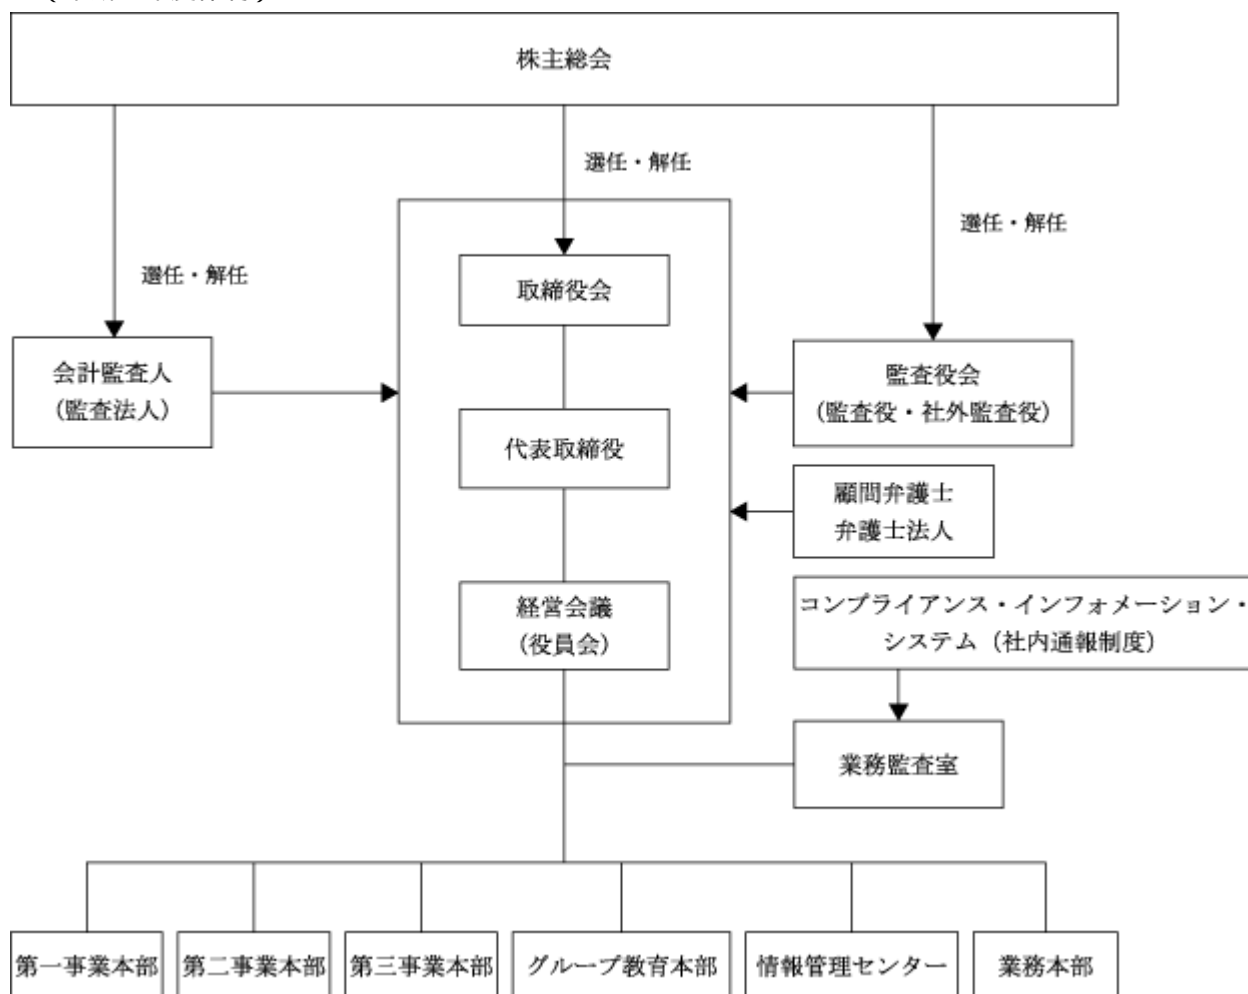 株主総会
選任・解任
選任・解任
選任・解任
取締役会
会計監査人
（監査法人）
監査役会
（監査役・社外監査役）
代表取締役
顧問弁護士
弁護士法人
経営会議
（役員会）
コンプライアンス・インフォメーション・
システム（社内通報制度）
業務監査室
第一事業本部
第二事業本部
第三事業本部
グループ教育本部
情報管理センター
業務本部